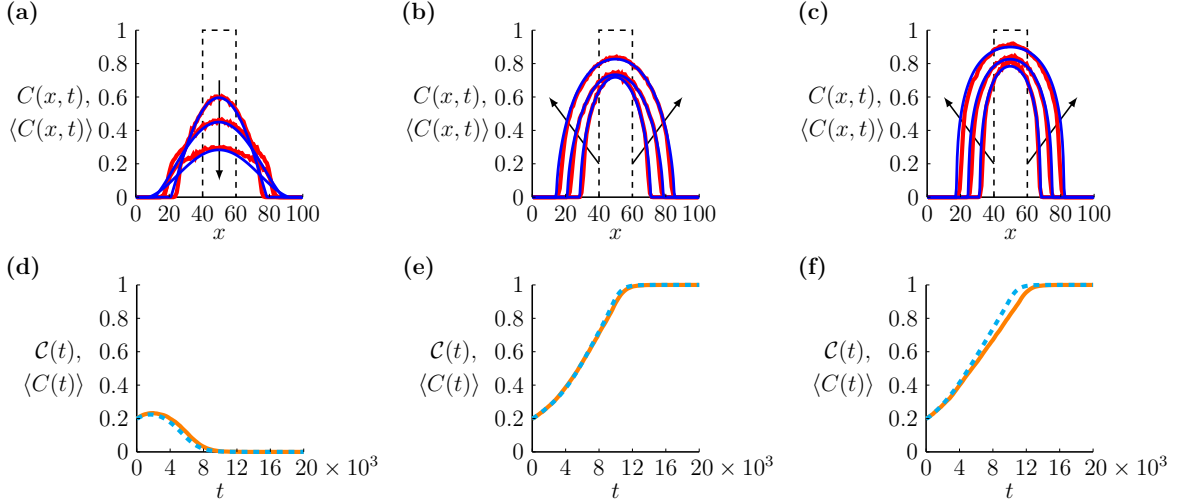 (a) (b) (c)
1 1 1
0.8 0.8 0.8
C(x, t), 0.6 C(x, t), 0.6 C(x, t), 0.6
⟨C(x, t)⟩ 0.4 ⟨C(x, t)⟩ 0.4 ⟨C(x, t)⟩ 0.4
0.2 0.2 0.2
0 0 0
0 20 40 60 80 100 0 20 40 60 80 100 0 20 40 60 80 100
x x x
(d) (e) (f)
1 1 1
0.8 0.8 0.8
𝒞(t), 0.6 𝒞(t), 0.6 𝒞(t), 0.6
⟨C(t)⟩ 0.4 ⟨C(t)⟩ 0.4 ⟨C(t)⟩ 0.4
0.2 0.2 0.2
0 0 0
0 4 8 12 16 20 × 10³ 0 4 8 12 16 20 × 10³ 0 4 8 12 16 20 × 10³
t t t